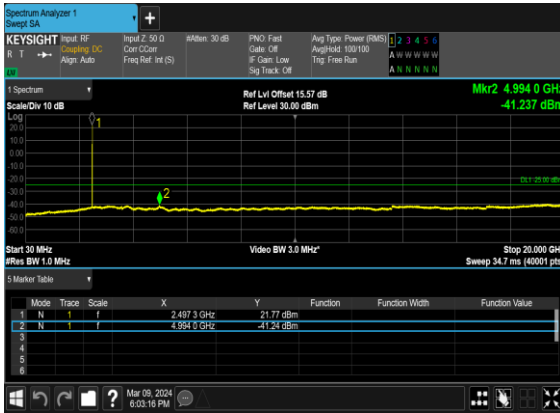 Spectrum Analyzer 1
Swept SA
+
KEYSIGHT Input: RF Input Z: 50 Ω #Atten: 30 dB PNO: Fast Avg Type: Power (RMS) 1 2 3 4 5 6
R T Coupling: DC Corr CCorr Gate: Off Avg|Hold: 100/100 A W W W W W
Align: Auto Freq Ref: Int (S) IF Gain: Low Trig: Free Run
Sig Track: Off A N N N N N
1 Spectrum Ref Lvl Offset 15.57 dB Mkr2 4.994 0 GHz
Scale/Div 10 dB Ref Level 30.00 dBm -41.237 dBm
Log
1
20.0
10.0
0.00
-10.0
-20.0
DL1 -25.00 dBm
-30.0
2
-40.0
-50.0
-60.0
Start 30 MHz Video BW 3.0 MHz* Stop 20.000 GHz
#Res BW 1.0 MHz Sweep 34.7 ms (40001 pts)
5 Marker Table
Mode Trace Scale X Y Function Function Width Function Value
1 N 1 f 2.497 3 GHz 21.77 dBm
2 N 1 f 4.994 0 GHz -41.24 dBm
3
4
5
6
? Mar 09, 2024
6:03:16 PM